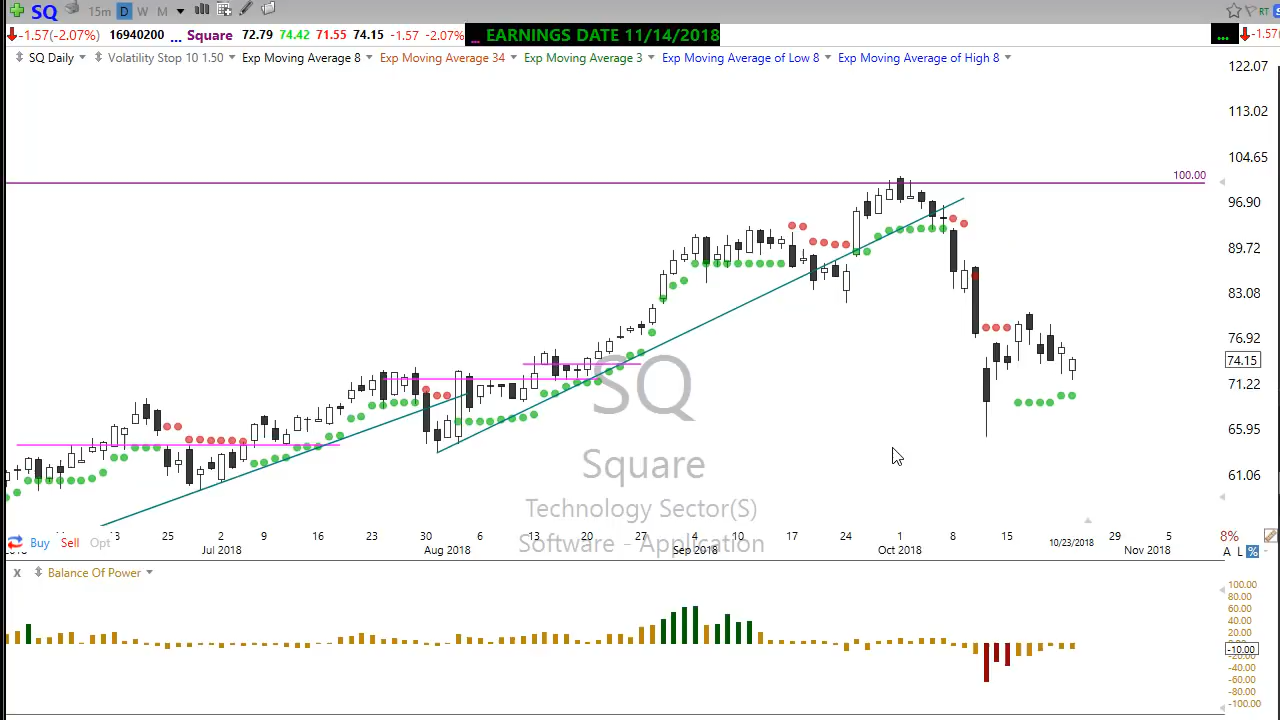 SQ 15m D W M RT
-1.57(-2.07%) 16940200 ... Square 72.79 74.42 71.55 74.15 -1.57 -2.07% ... EARNINGS DATE 11/14/2018 ... -1.57
SQ Daily Volatility Stop 10 1.50 Exp Moving Average 8 Exp Moving Average 34 Exp Moving Average 3 Exp Moving Average of Low 8 Exp Moving Average of High 8
122.07
113.02
104.65
100.00
96.90
89.72
83.08
76.92
74.15
71.22
65.95
61.06
SQ
Square
Technology Sector(S)
Software - Application
25 9 16 23 30 6 13 20 27 10 17 24 1 8 15 29 5
Jul 2018 Aug 2018 Sep 2018 Oct 2018 10/23/2018 Nov 2018
Buy Sell Opt
8%
A L %
X Balance Of Power
100.00
80.00
60.00
40.00
20.00
-10.00
-40.00
-60.00
-80.00
-100.00